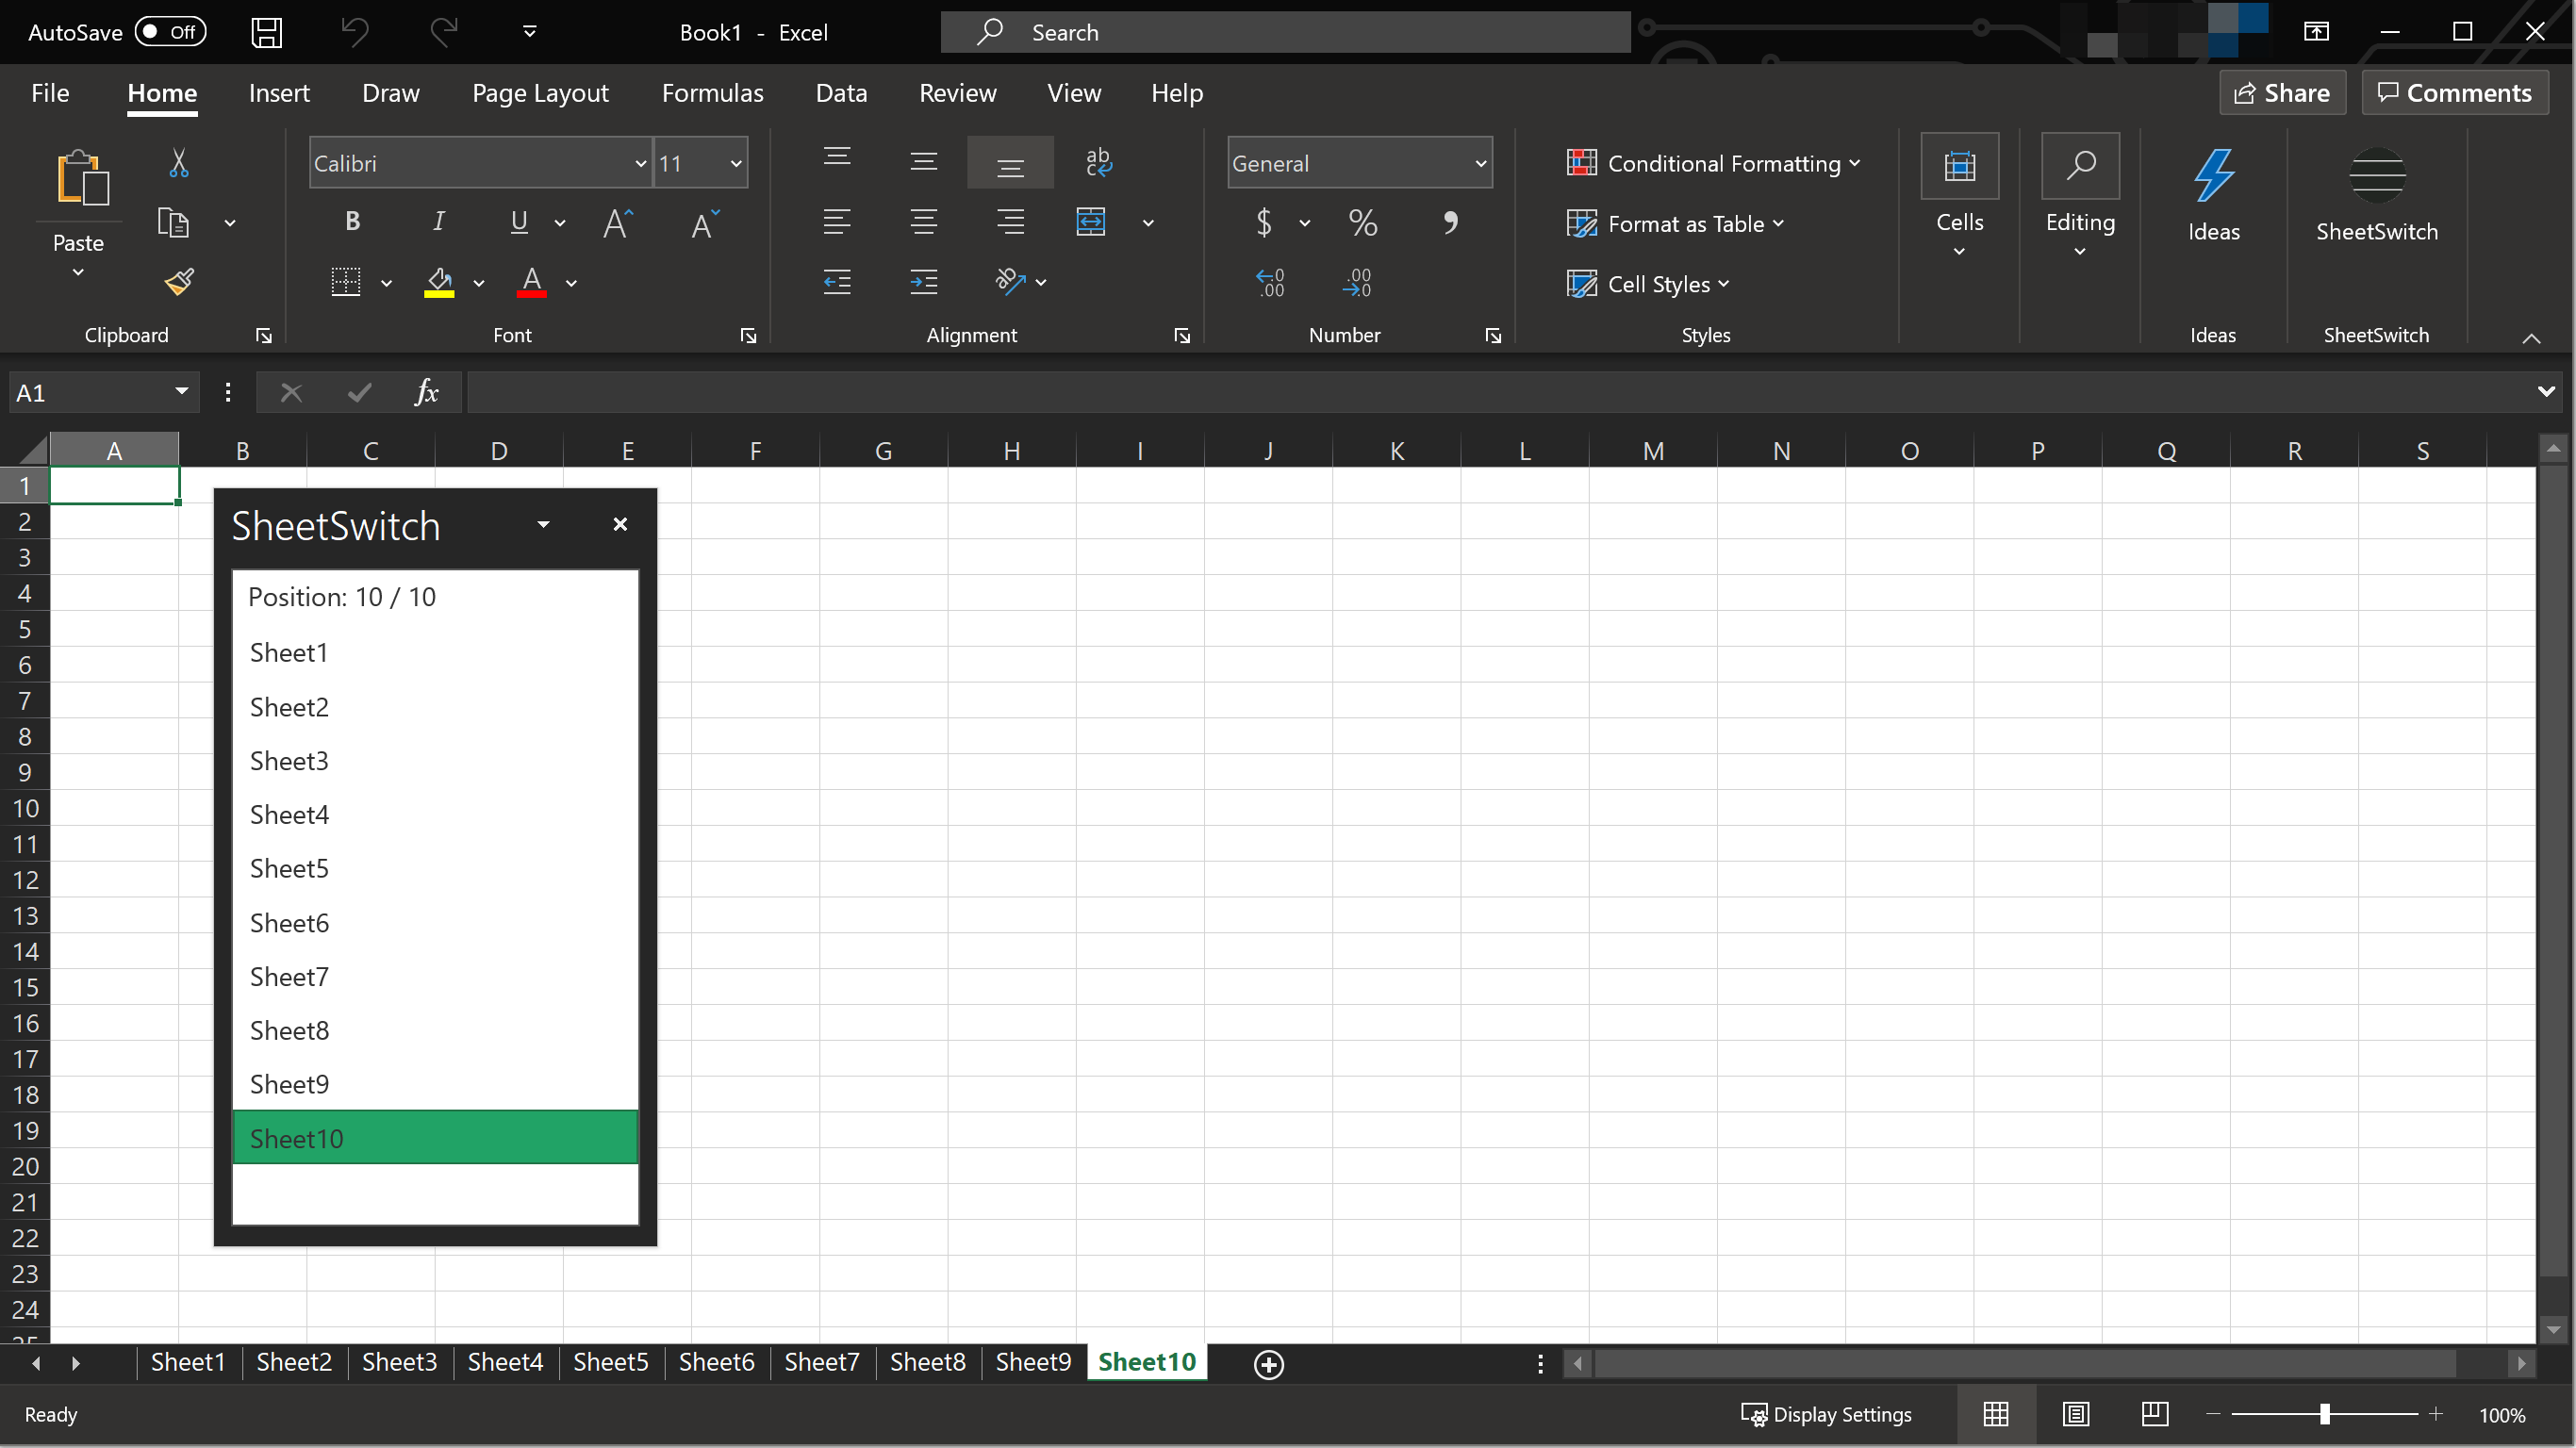 AutoSave Off Book1 - Excel Search
File Home Insert Draw Page Layout Formulas Data Review View Help Share Comments
Calibri 11 ab c General Conditional Formatting
Paste B I U A A $ % , Format as Table Cells Editing Ideas SheetSwitch
A 0 .00 .00 0 Cell Styles
Clipboard Font Alignment Number Styles Ideas SheetSwitch
A1 fx
A B C D E F G H I J K L M N O P Q R S
1
2
3
4
5
6
7
8
9
10
11
12
13
14
15
16
17
18
19
20
21
22
23
24
25
SheetSwitch
Position: 10 / 10
Sheet1
Sheet2
Sheet3
Sheet4
Sheet5
Sheet6
Sheet7
Sheet8
Sheet9
Sheet10
Sheet1 Sheet2 Sheet3 Sheet4 Sheet5 Sheet6 Sheet7 Sheet8 Sheet9 Sheet10
Ready Display Settings 100%